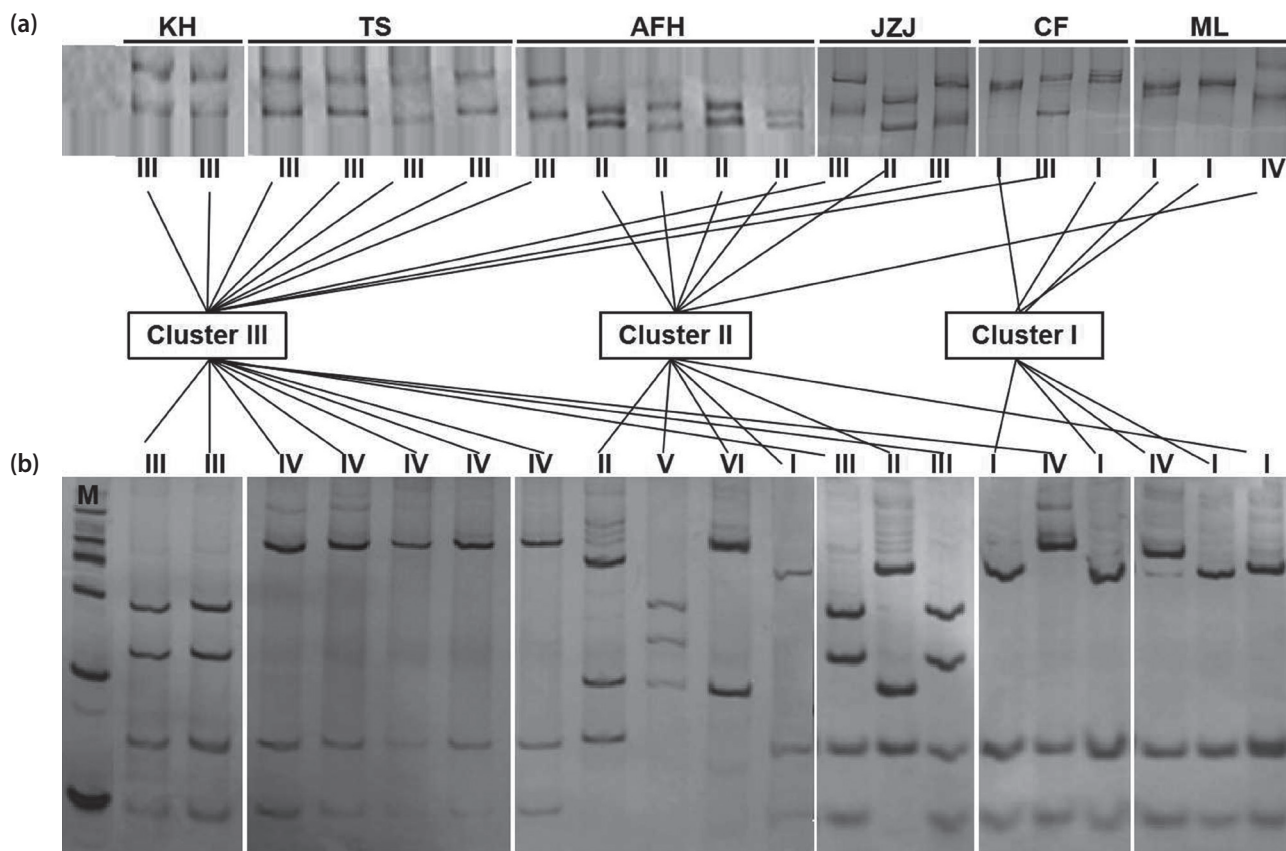 (a) KH TS AFH JZJ CF ML
III III III III III III III II II II II III II III I III I I I IV
Cluster III Cluster II Cluster I
(b) III III IV IV IV IV IV II V VI I III II III I IV I IV I I
M